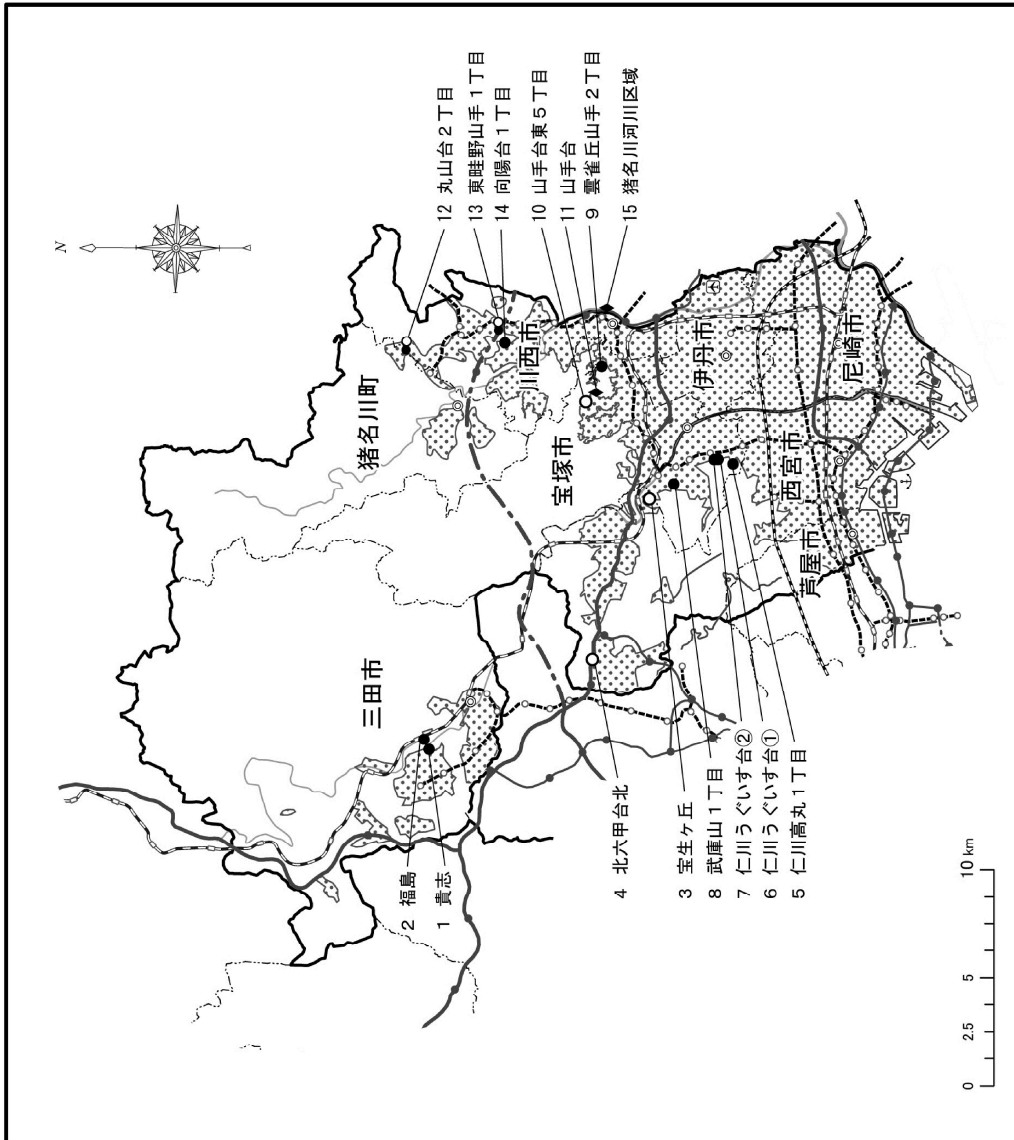 N
12 丸山台２丁目
13 東畦野山手１丁目
14 向陽台１丁目
10 山手台東５丁目
11 山手台
9 雲雀丘山手２丁目
15 猪名川河川区域
猪名川町
川西市
宝塚市
伊丹市
尼崎市
西宮市
芦屋市
三田市
2 福島
1 貴志
4 北六甲台北
3 宝生ヶ丘
8 武庫山１丁目
7 仁川うぐいす台②
6 仁川うぐいす台①
5 仁川高丸１丁目
0 2.5 5 10 km